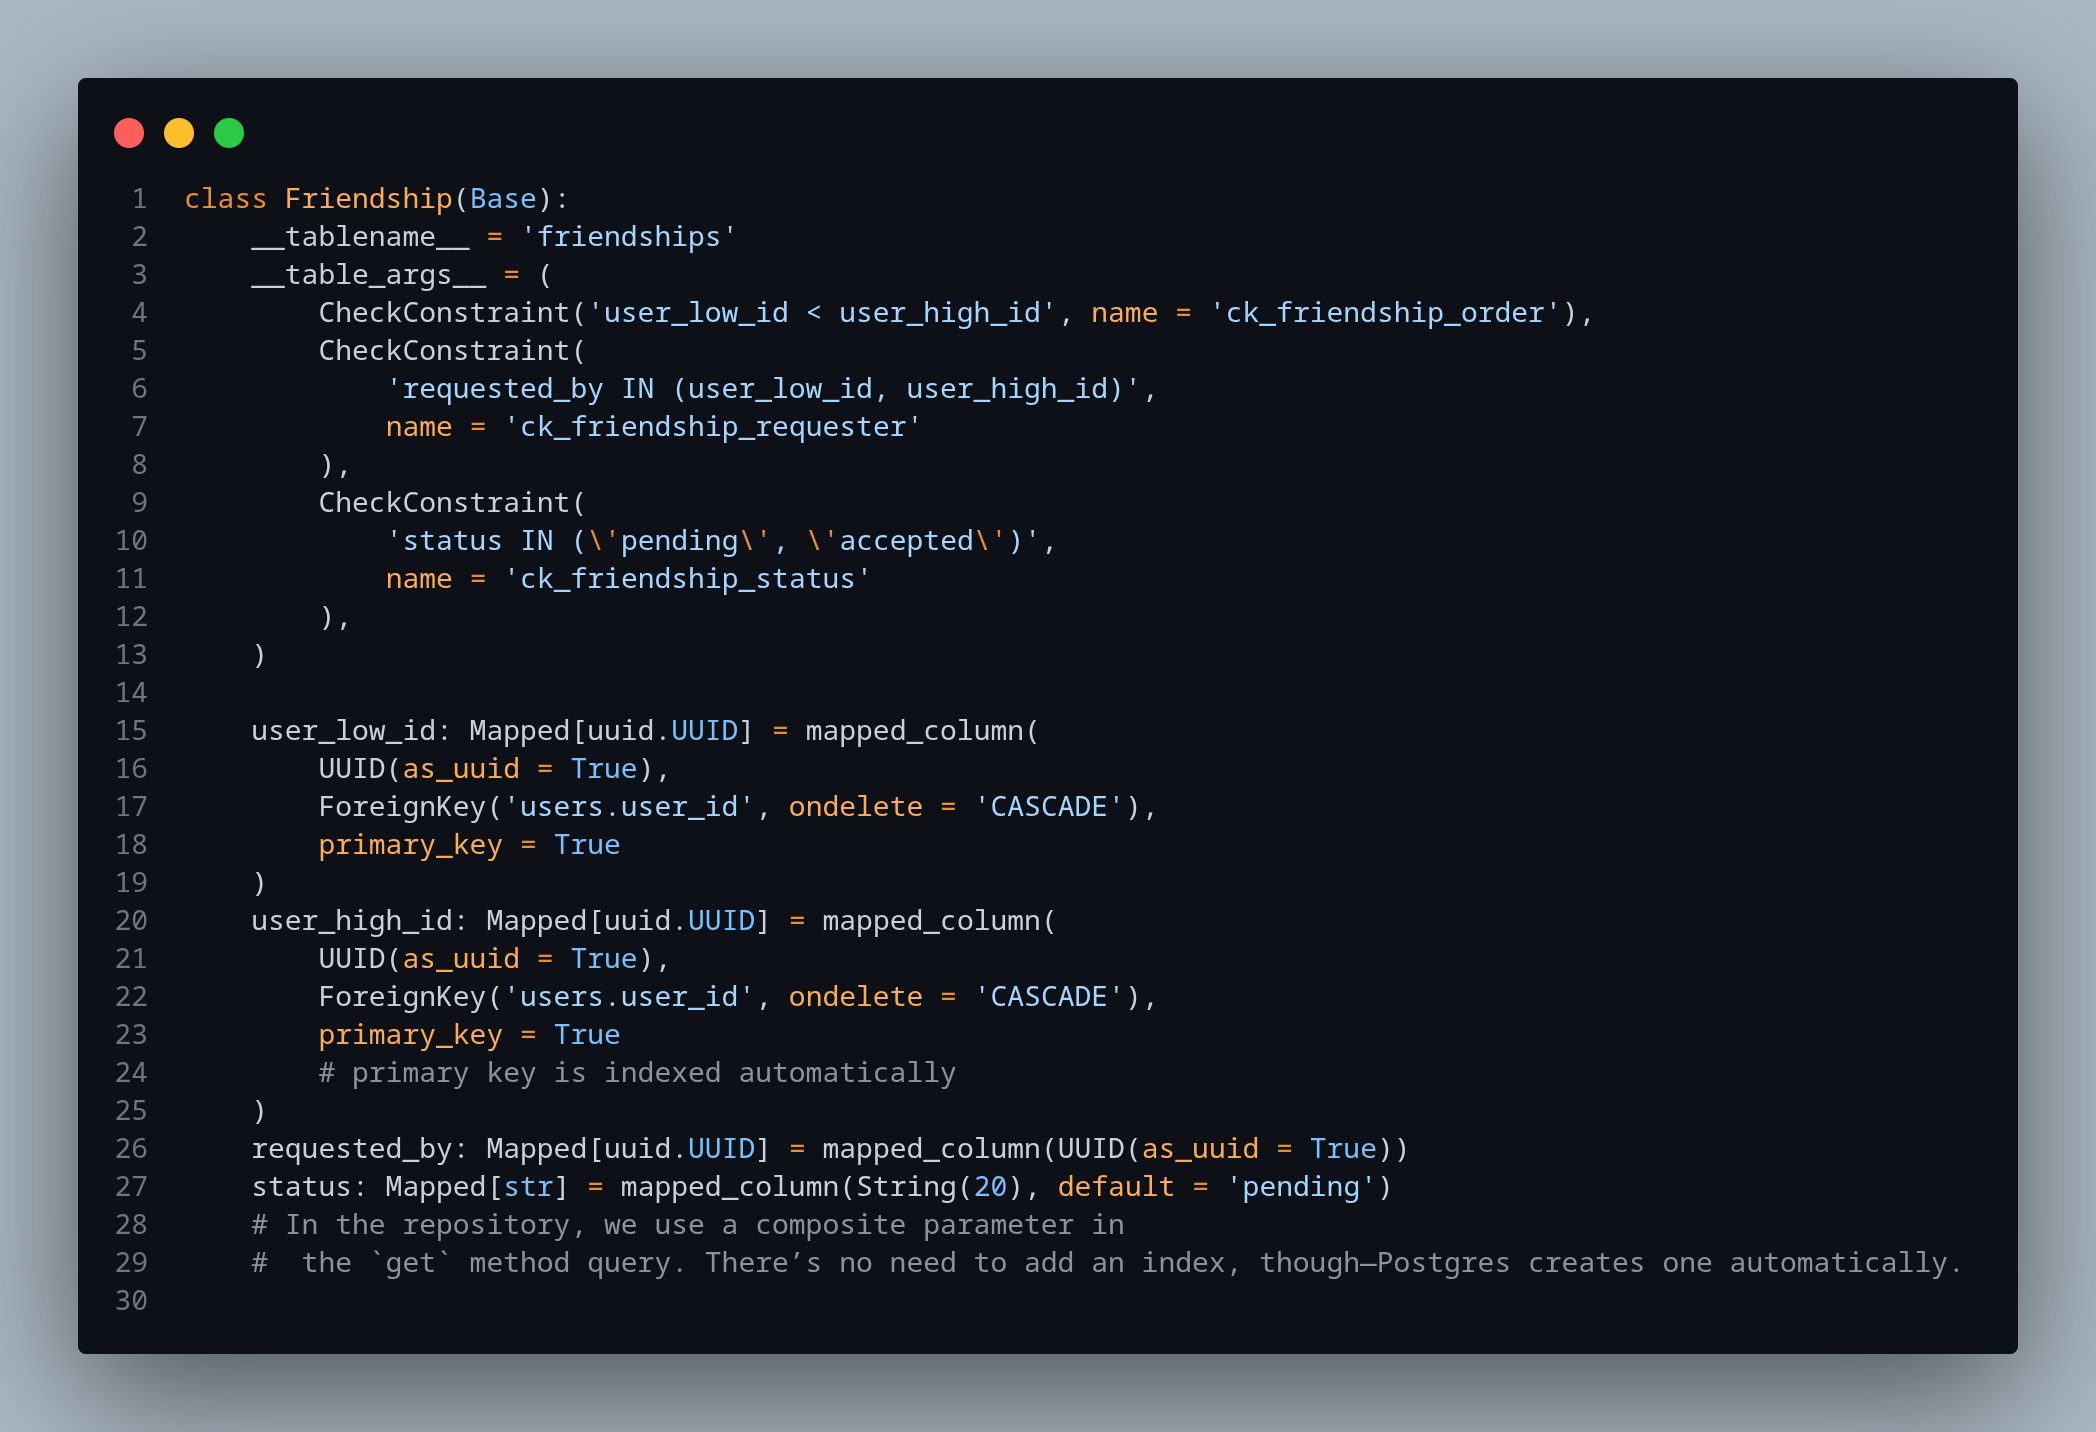 1 class Friendship(Base):
2     __tablename__ = 'friendships'
3     __table_args__ = (
4         CheckConstraint('user_low_id < user_high_id', name = 'ck_friendship_order'),
5         CheckConstraint(
6             'requested_by IN (user_low_id, user_high_id)',
7             name = 'ck_friendship_requester'
8         ),
9         CheckConstraint(
10             'status IN (\'pending\', \'accepted\')',
11             name = 'ck_friendship_status'
12         ),
13     )
14
15     user_low_id: Mapped[uuid.UUID] = mapped_column(
16         UUID(as_uuid = True),
17         ForeignKey('users.user_id', ondelete = 'CASCADE'),
18         primary_key = True
19     )
20     user_high_id: Mapped[uuid.UUID] = mapped_column(
21         UUID(as_uuid = True),
22         ForeignKey('users.user_id', ondelete = 'CASCADE'),
23         primary_key = True
24         # primary key is indexed automatically
25     )
26     requested_by: Mapped[uuid.UUID] = mapped_column(UUID(as_uuid = True))
27     status: Mapped[str] = mapped_column(String(20), default = 'pending')
28     # In the repository, we use a composite parameter in
29     #  the `get` method query. There’s no need to add an index, though—Postgres creates one automatically.
30